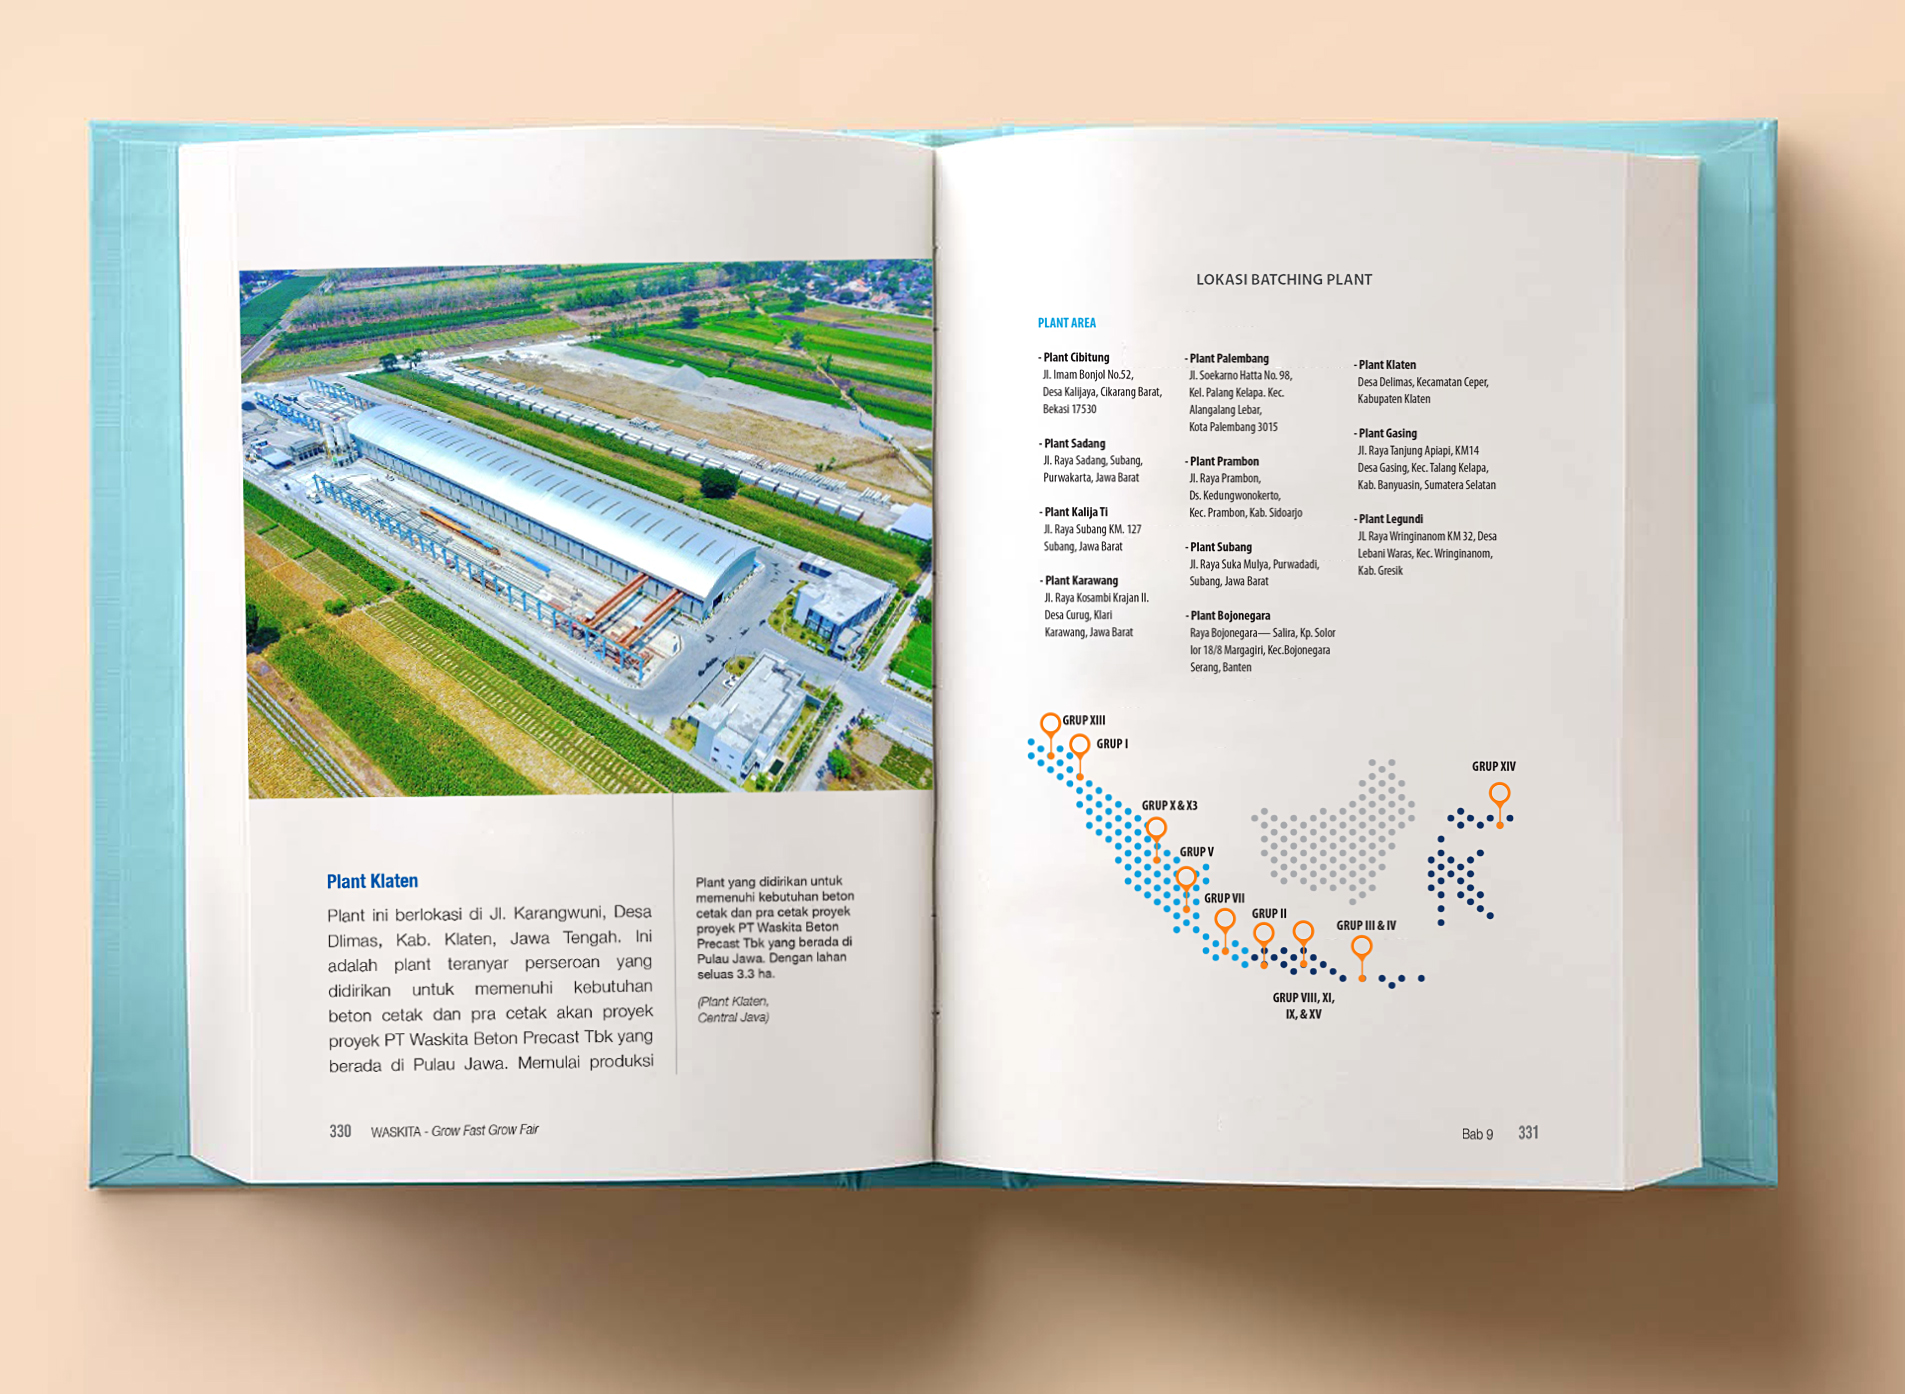 Plant Klaten
Plant ini berlokasi di Jl. Karangwuni, Desa
Dlimas, Kab. Klaten, Jawa Tengah. Ini
adalah plant teranyar perseroan yang
didirikan untuk memenuhi kebutuhan
beton cetak dan pra cetak akan proyek
proyek PT Waskita Beton Precast Tbk yang
berada di Pulau Jawa. Memulai produksi
Plant yang didirikan untuk
memenuhi kebutuhan beton
cetak dan pra cetak proyek
proyek PT Waskita Beton
Precast Tbk yang berada di
Pulau Jawa. Dengan lahan
seluas 3.3 ha.
(Plant Klaten,
Central Java)
330 WASKITA - Grow Fast Grow Fair
LOKASI BATCHING PLANT
PLANT AREA
- Plant Cibitung
Jl. Imam Bonjol No.52,
Desa Kalijaya, Cikarang Barat,
Bekasi 17530
- Plant Sadang
Jl. Raya Sadang, Subang,
Purwakarta, Jawa Barat
- Plant Kalija Ti
Jl. Raya Subang KM. 127
Subang, Jawa Barat
- Plant Karawang
Jl. Raya Kosambi Krajan II.
Desa Curug, Klari
Karawang, Jawa Barat
- Plant Palembang
Jl. Soekarno Hatta No. 98,
Kel. Palang Kelapa. Kec.
Alangalang Lebar,
Kota Palembang 3015
- Plant Prambon
Jl. Raya Prambon,
Ds. Kedungwonokerto,
Kec. Prambon, Kab. Sidoarjo
- Plant Subang
Jl. Raya Suka Mulya, Purwadadi,
Subang, Jawa Barat
- Plant Bojonegara
Raya Bojonegara— Salira, Kp. Solor
lor 18/8 Margagiri, Kec.Bojonegara
Serang, Banten
- Plant Klaten
Desa Delimas, Kecamatan Ceper,
Kabupaten Klaten
- Plant Gasing
Jl. Raya Tanjung Apiapi, KM14
Desa Gasing, Kec. Talang Kelapa,
Kab. Banyuasin, Sumatera Selatan
- Plant Legundi
JL Raya Wringinanom KM 32, Desa
Lebani Waras, Kec. Wringinanom,
Kab. Gresik
GRUP XIII
GRUP I
GRUP X & X3
GRUP V
GRUP VII
GRUP II
GRUP III & IV
GRUP XIV
GRUP VIII, XI,
IX, & XV
Bab 9 331